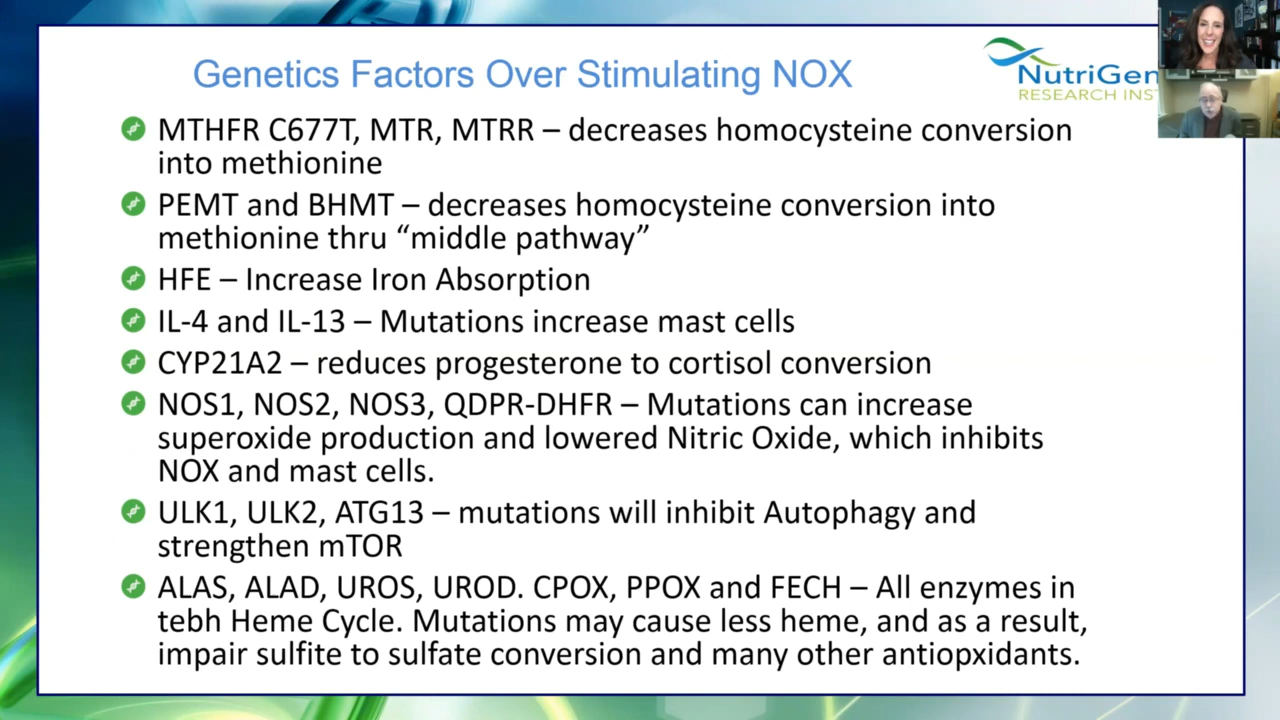 Genetics Factors Over Stimulating NOX
NutriGen
RESEARCH INST
MTHFR C677T, MTR, MTRR – decreases homocysteine conversion
into methionine
PEMT and BHMT – decreases homocysteine conversion into
methionine thru “middle pathway”
HFE – Increase Iron Absorption
IL-4 and IL-13 – Mutations increase mast cells
CYP21A2 – reduces progesterone to cortisol conversion
NOS1, NOS2, NOS3, QDPR-DHFR – Mutations can increase
superoxide production and lowered Nitric Oxide, which inhibits
NOX and mast cells.
ULK1, ULK2, ATG13 – mutations will inhibit Autophagy and
strengthen mTOR
ALAS, ALAD, UROS, UROD. CPOX, PPOX and FECH – All enzymes in
tebh Heme Cycle. Mutations may cause less heme, and as a result,
impair sulfite to sulfate conversion and many other antiopxidants.